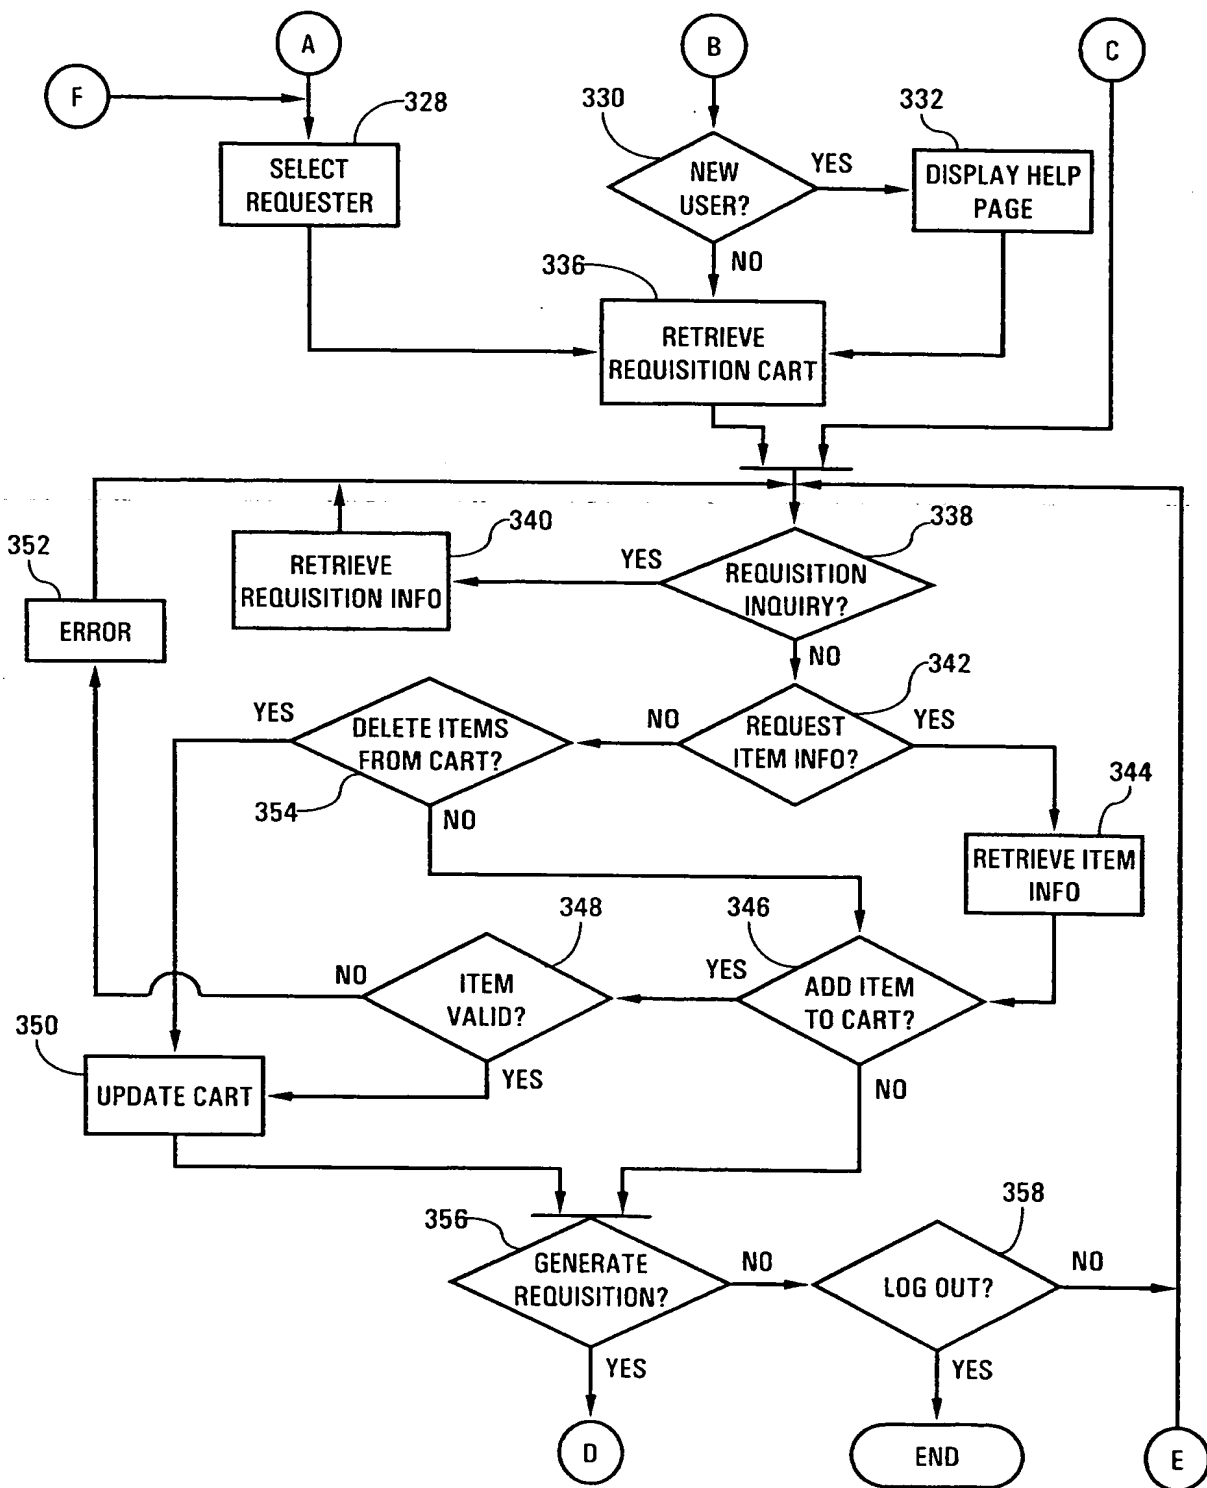 A
B
C
F
328
330
332
SELECT
REQUESTER
NEW
USER?
YES
DISPLAY HELP
PAGE
NO
336
RETRIEVE
REQUISITION CART
352
340
338
RETRIEVE
REQUISITION INFO
YES
REQUISITION
INQUIRY?
ERROR
NO
342
YES
DELETE ITEMS
FROM CART?
NO
REQUEST
ITEM INFO?
YES
354
NO
344
RETRIEVE ITEM
INFO
348
346
NO
ITEM
VALID?
YES
ADD ITEM
TO CART?
350
UPDATE CART
YES
NO
356
358
GENERATE
REQUISITION?
NO
LOG OUT?
NO
YES
YES
D
END
E